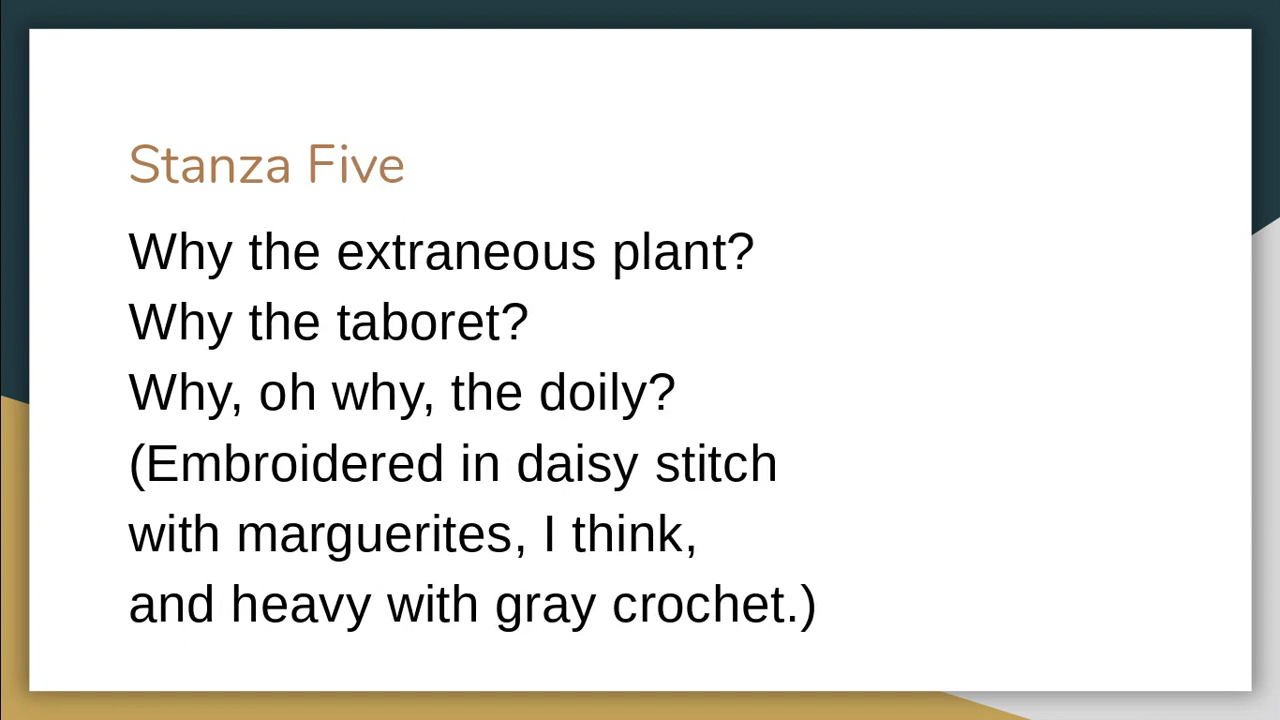 Stanza Five
Why the extraneous plant?
Why the taboret?
Why, oh why, the doily?
(Embroidered in daisy stitch
with marguerites, I think,
and heavy with gray crochet.)